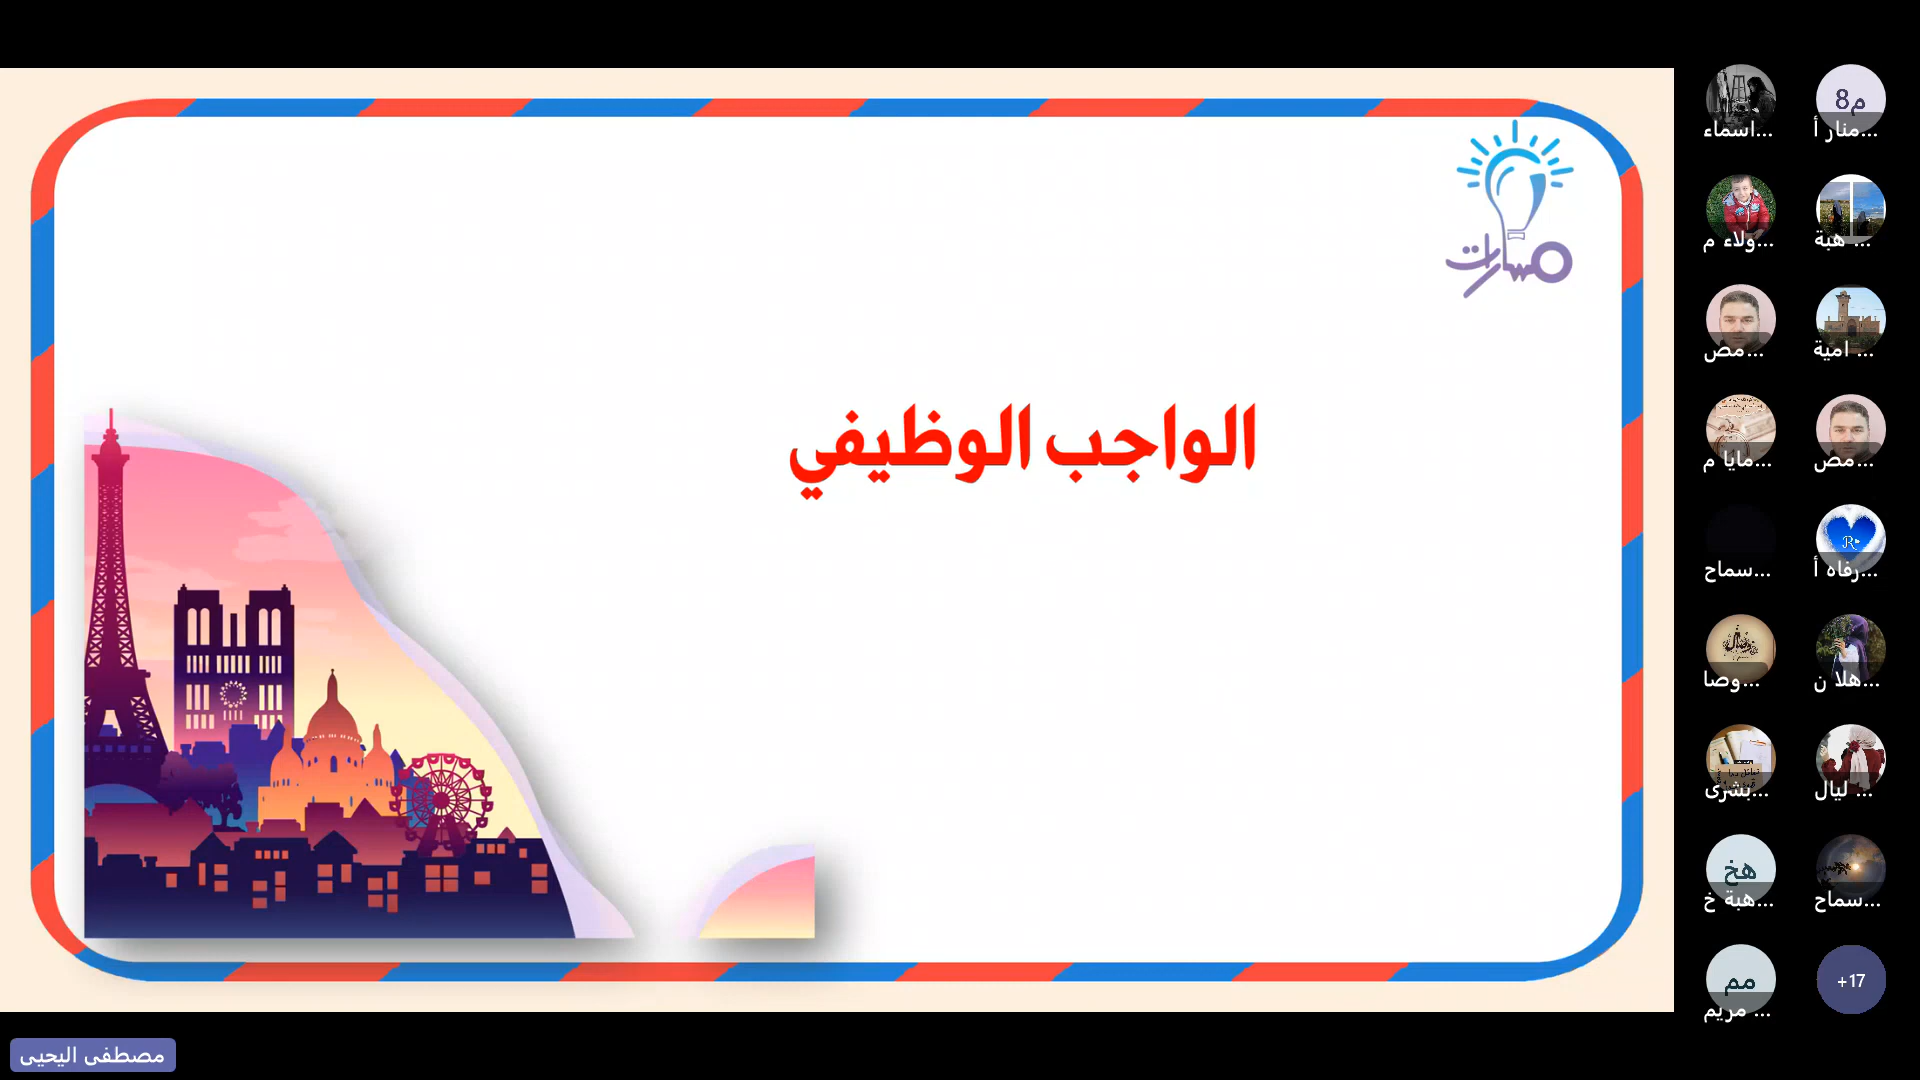 مسارات
الواجب الوظيفي
م8
منار أ...
اسماء...
هبة ...
ولاء م...
امية ...
مص...
مص...
مايا م...
رفاه أ...
سماح...
هلا ن...
وصا...
ليال ...
بشرى...
سماح...
هخ
هبة خ...
+17
مم
مريم ...
مصطفى اليحيى